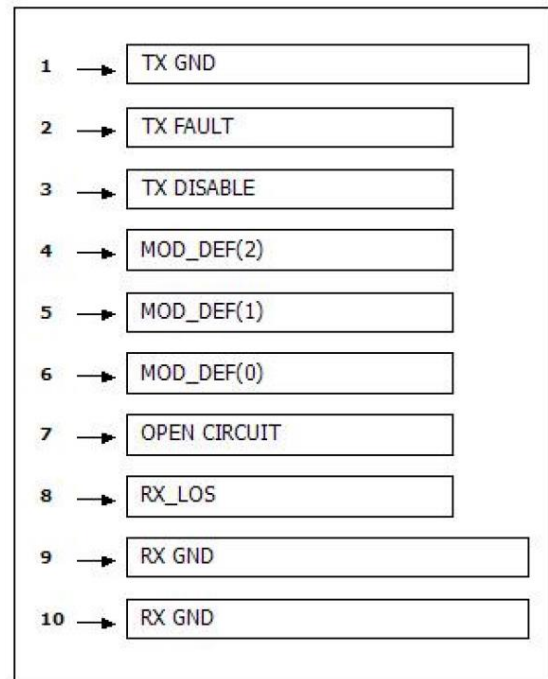 1 TX GND
2 TX FAULT
3 TX DISABLE
4 MOD_DEF(2)
5 MOD_DEF(1)
6 MOD_DEF(0)
7 OPEN CIRCUIT
8 RX_LOS
9 RX GND
10 RX GND